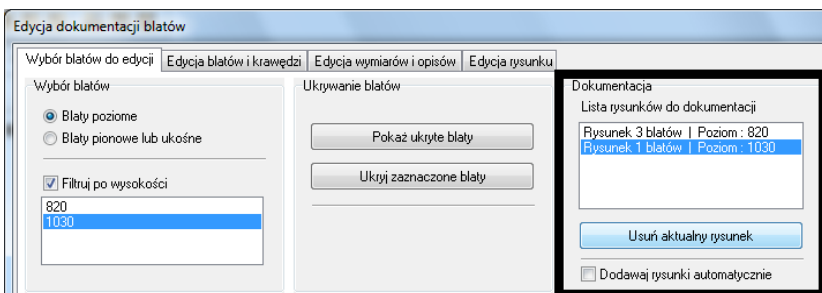 Edycja dokumentacji blatów
Wybór blatów do edycji Edycja blatów i krawędzi Edycja wymiarów i opisów Edycja rysunku
Wybór blatów
Blaty poziome
Blaty pionowe lub ukośne
Filtruj po wysokości
820
1030
Ukrywanie blatów
Pokaż ukryte blaty
Ukryj zaznaczone blaty
Dokumentacja
Lista rysunków do dokumentacji
Rysunek 3 blatów | Poziom : 820
Rysunek 1 blatów | Poziom : 1030
Usuń aktualny rysunek
Dodawaj rysunki automatycznie